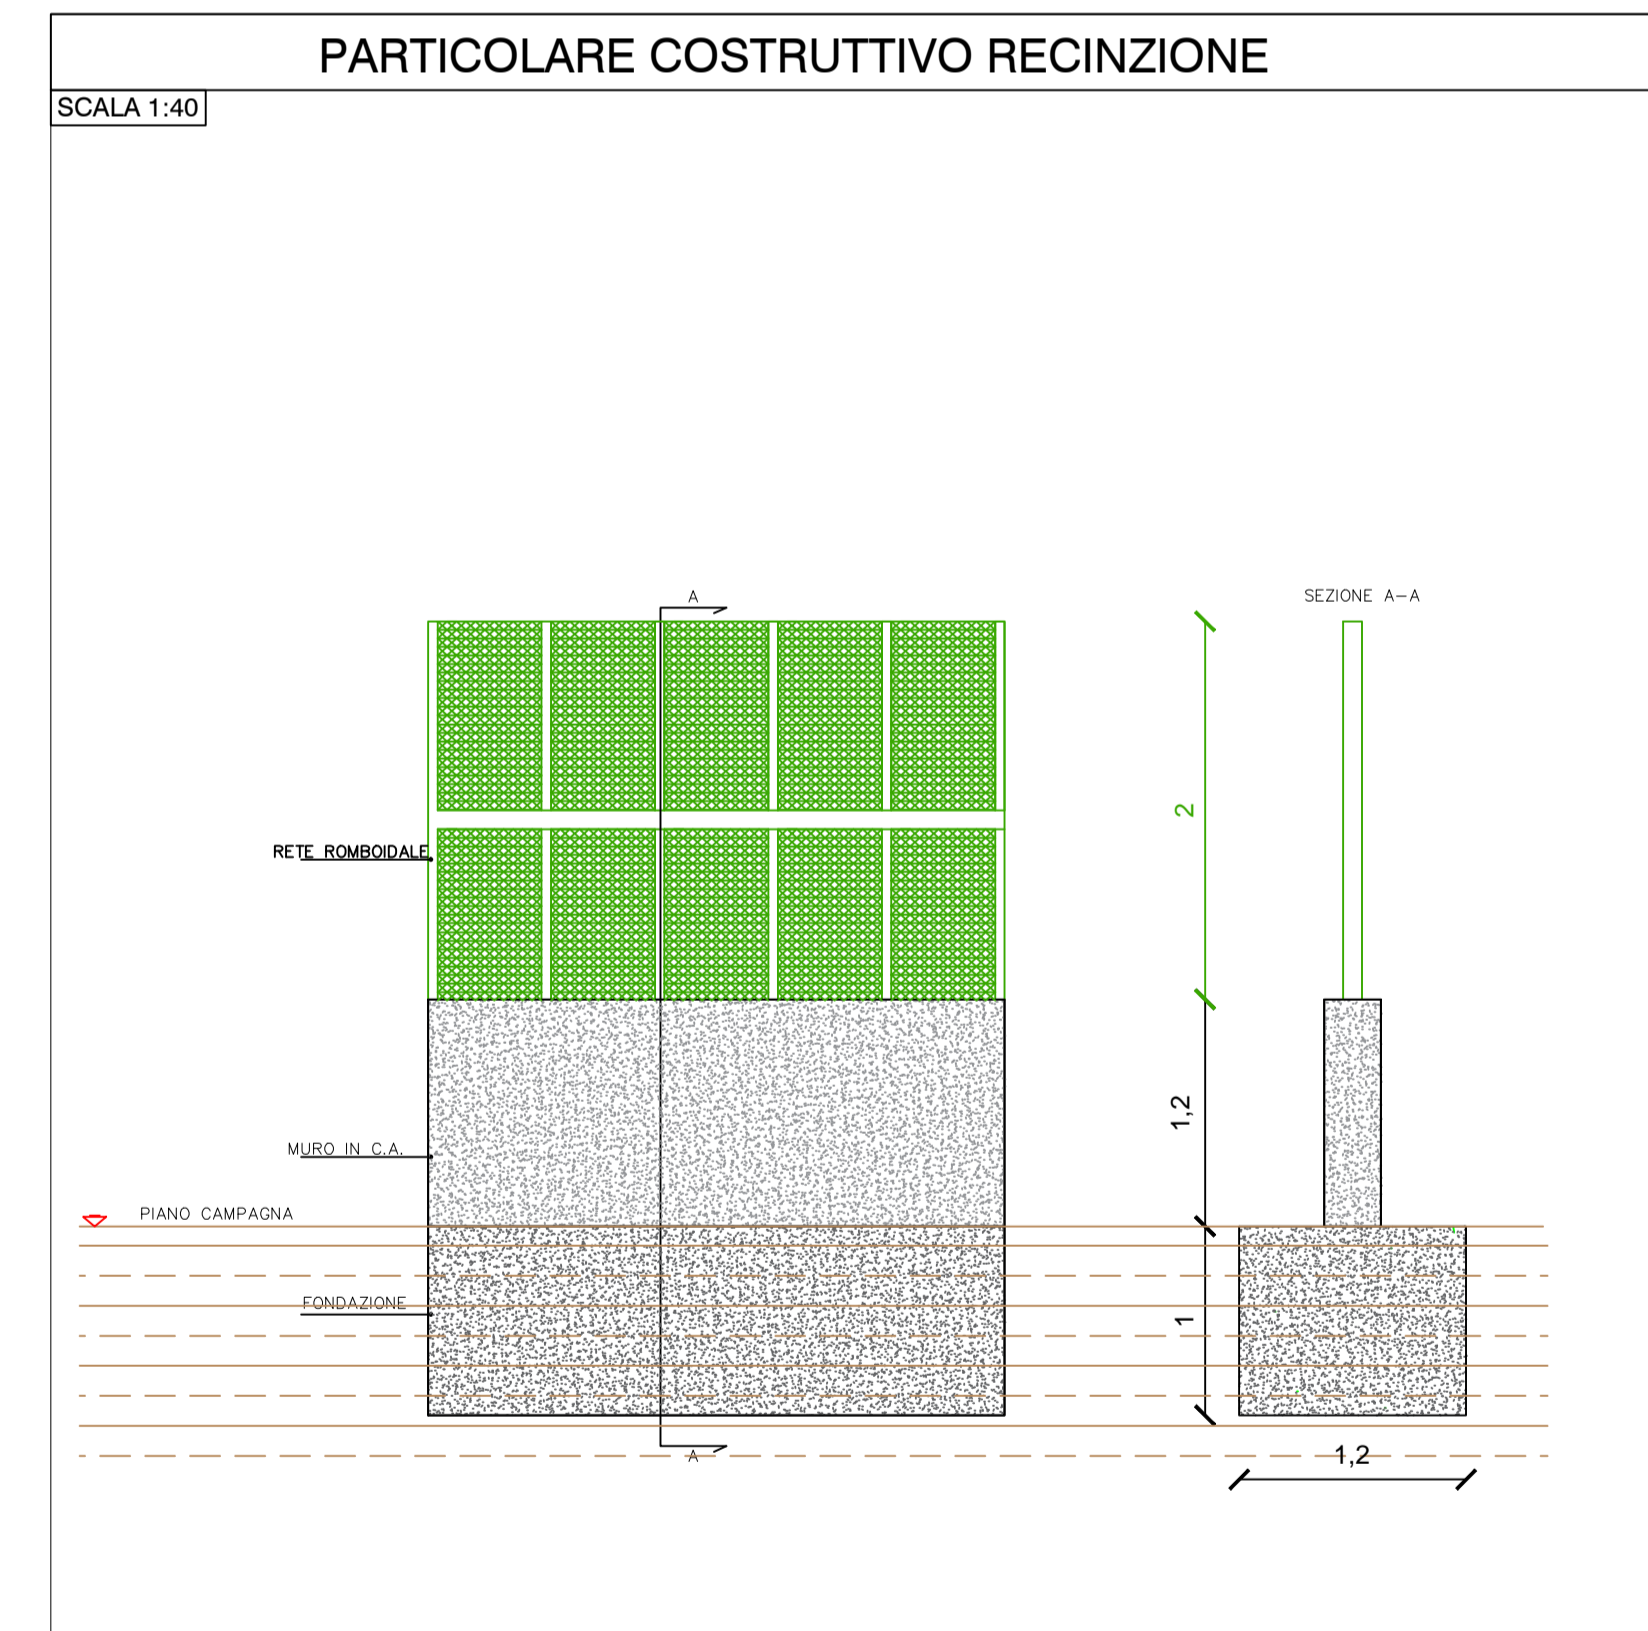 PARTICOLARE COSTRUTTIVO RECINZIONE
SCALA 1:40
A
SEZIONE A-A
2
RETE ROMBOIDALE
1,2
MURO IN C.A.
PIANO CAMPAGNA
FONDAZIONE
1
A
1,2